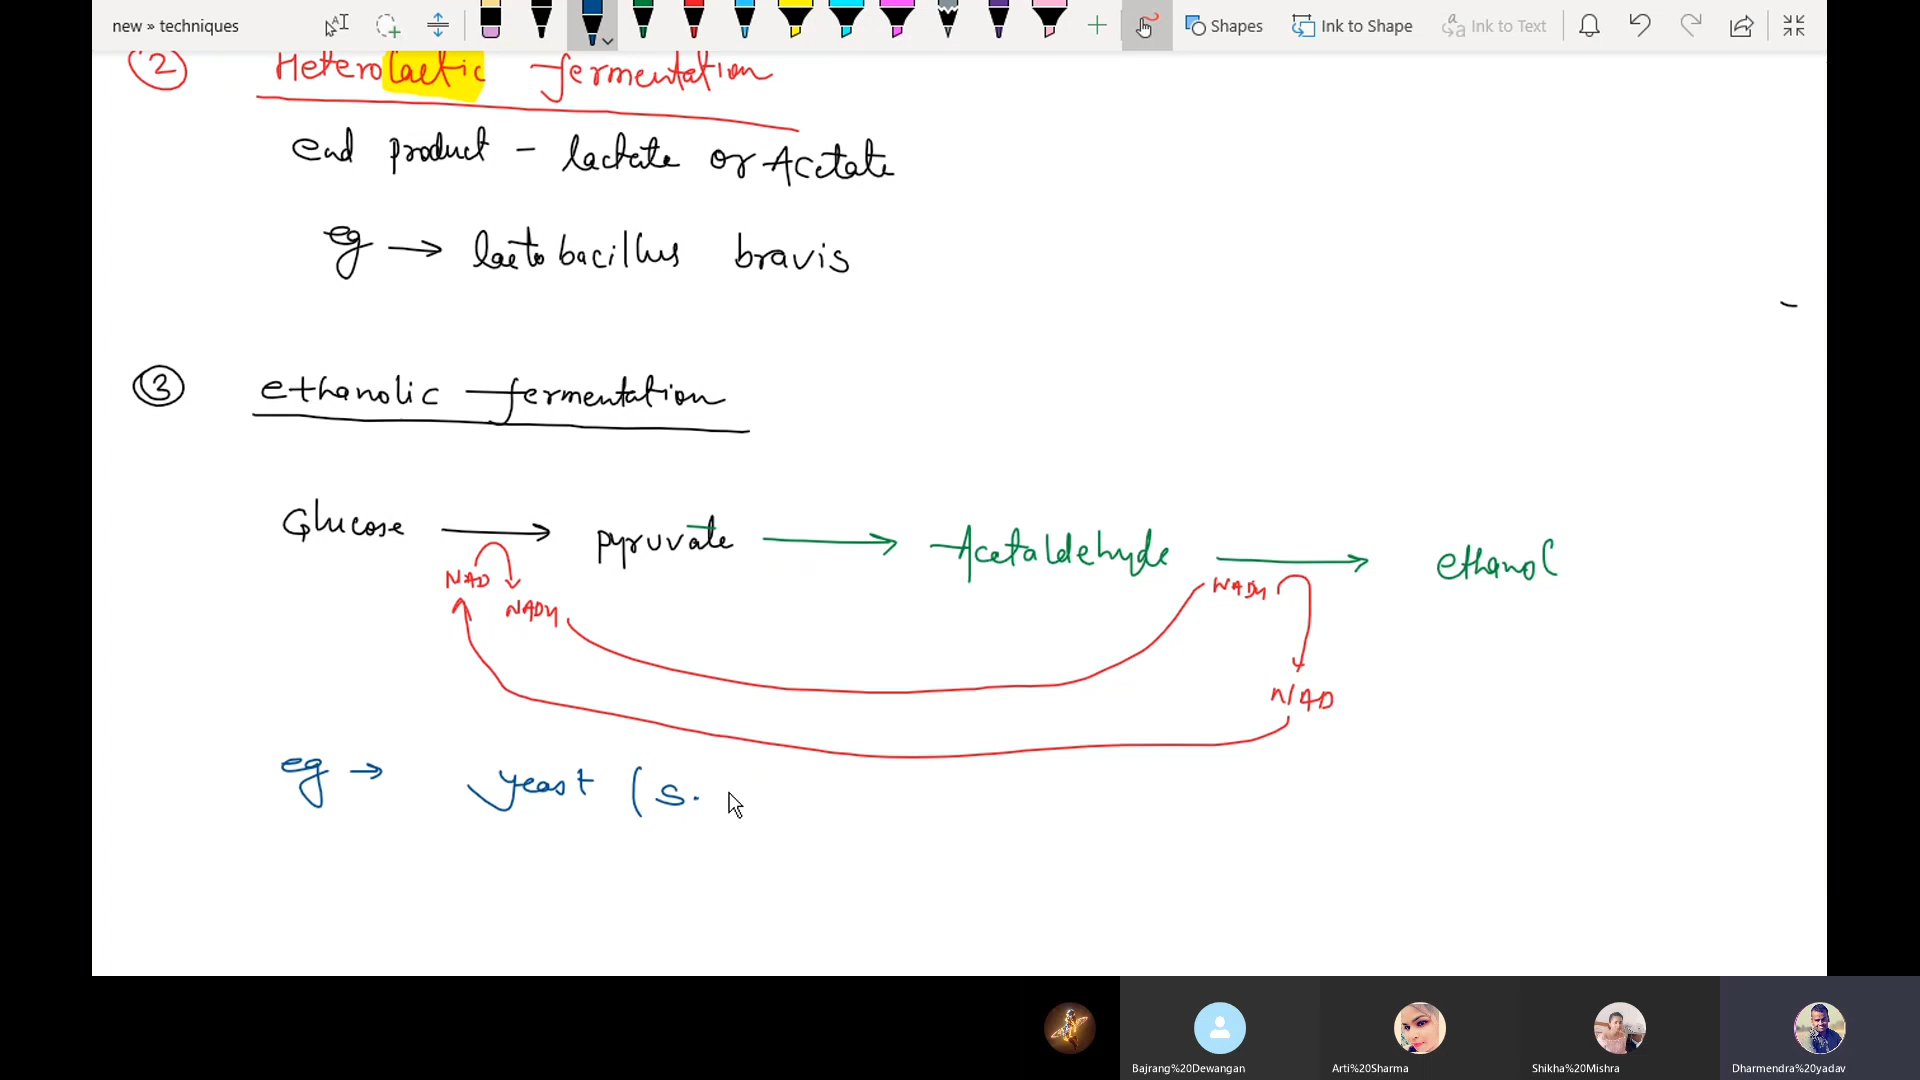 new » techniques
Shapes
Ink to Shape
Ink to Text
② Heterolactic fermentation
end product - lactate or Acetate
eg → lactobacillus bravis
③ ethanolic fermentation
Glucose → pyruvate → Acetaldehyde → ethanol
NAD NADH NADH
NAD
eg → yeast (s.
Bajrang%20Dewangan
Arti%20Sharma
Shikha%20Mishra
Dharmendra%20yadav